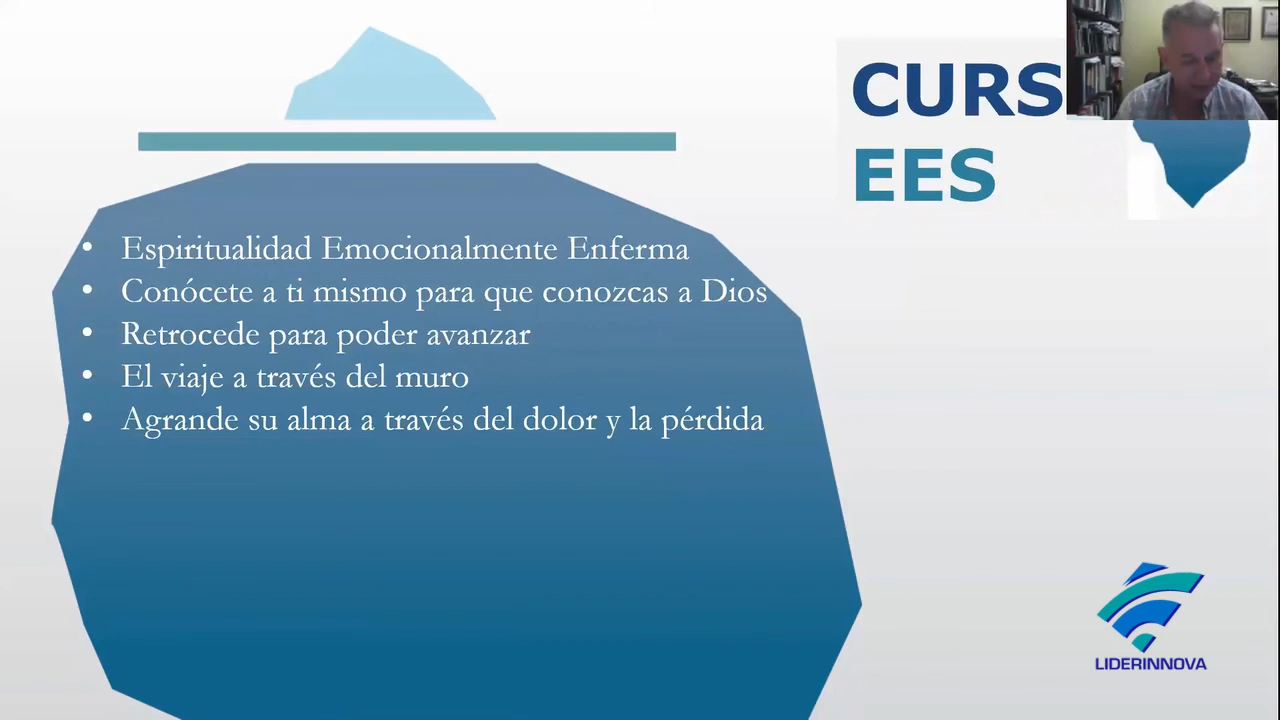 CURS
EES
• Espiritualidad Emocionalmente Enferma
• Conócete a ti mismo para que conozcas a Dios
• Retrocede para poder avanzar
• El viaje a través del muro
• Agrande su alma a través del dolor y la pérdida
LIDERINNOVA